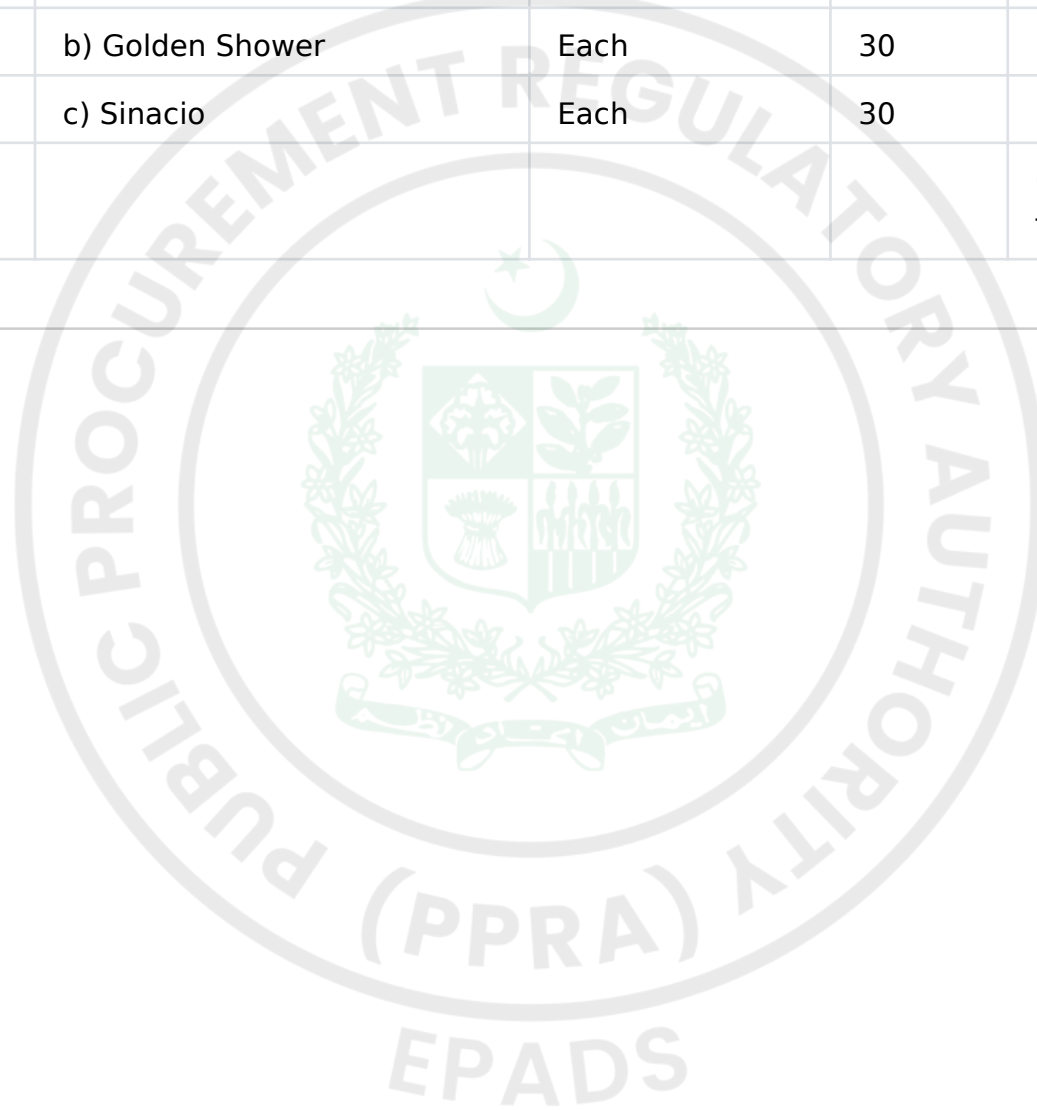 b) Golden Shower Each 30
c) Sinacio Each 30
PUBLIC PROCUREMENT REGULATORY AUTHORITY
(PPRA)
EPADS